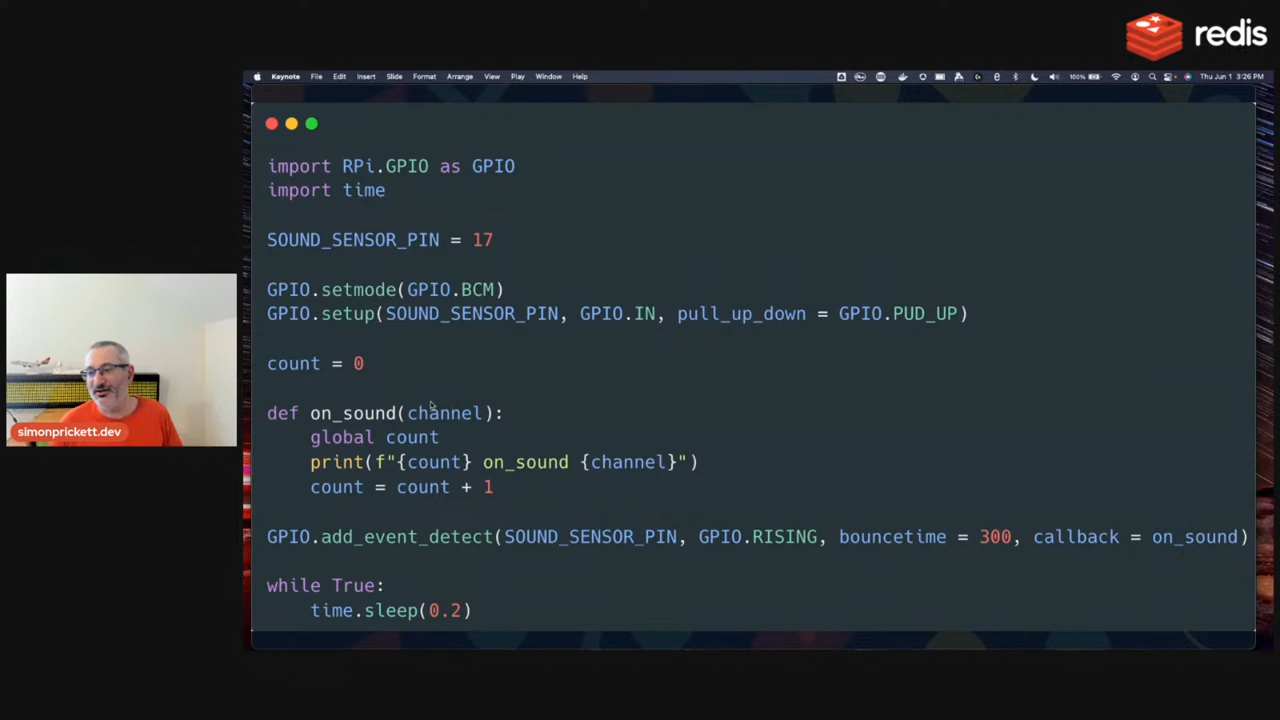 redis
Keynote File Edit Insert Slide Format Arrange View Play Window Help
100% Thu Jun 1 3:26 PM
import RPi.GPIO as GPIO
import time
SOUND_SENSOR_PIN = 17
GPIO.setmode(GPIO.BCM)
GPIO.setup(SOUND_SENSOR_PIN, GPIO.IN, pull_up_down = GPIO.PUD_UP)
count = 0
def on_sound(channel):
global count
print(f"{count} on_sound {channel}")
count = count + 1
GPIO.add_event_detect(SOUND_SENSOR_PIN, GPIO.RISING, bouncetime = 300, callback = on_sound)
while True:
time.sleep(0.2)
simonprickett.dev